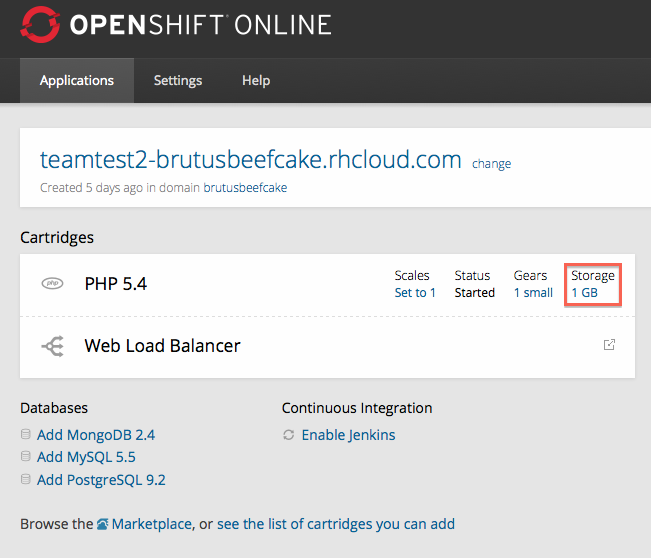 OPENSHIFT ONLINE
Applications Settings Help
teamtest2-brutusbeefcake.rhcloud.com change
Created 5 days ago in domain brutusbeefcake
Cartridges
php PHP 5.4
Scales Status Gears Storage
Set to 1 Started 1 small 1 GB
Web Load Balancer
Databases
Add MongoDB 2.4
Add MySQL 5.5
Add PostgreSQL 9.2
Continuous Integration
Enable Jenkins
Browse the Marketplace, or see the list of cartridges you can add